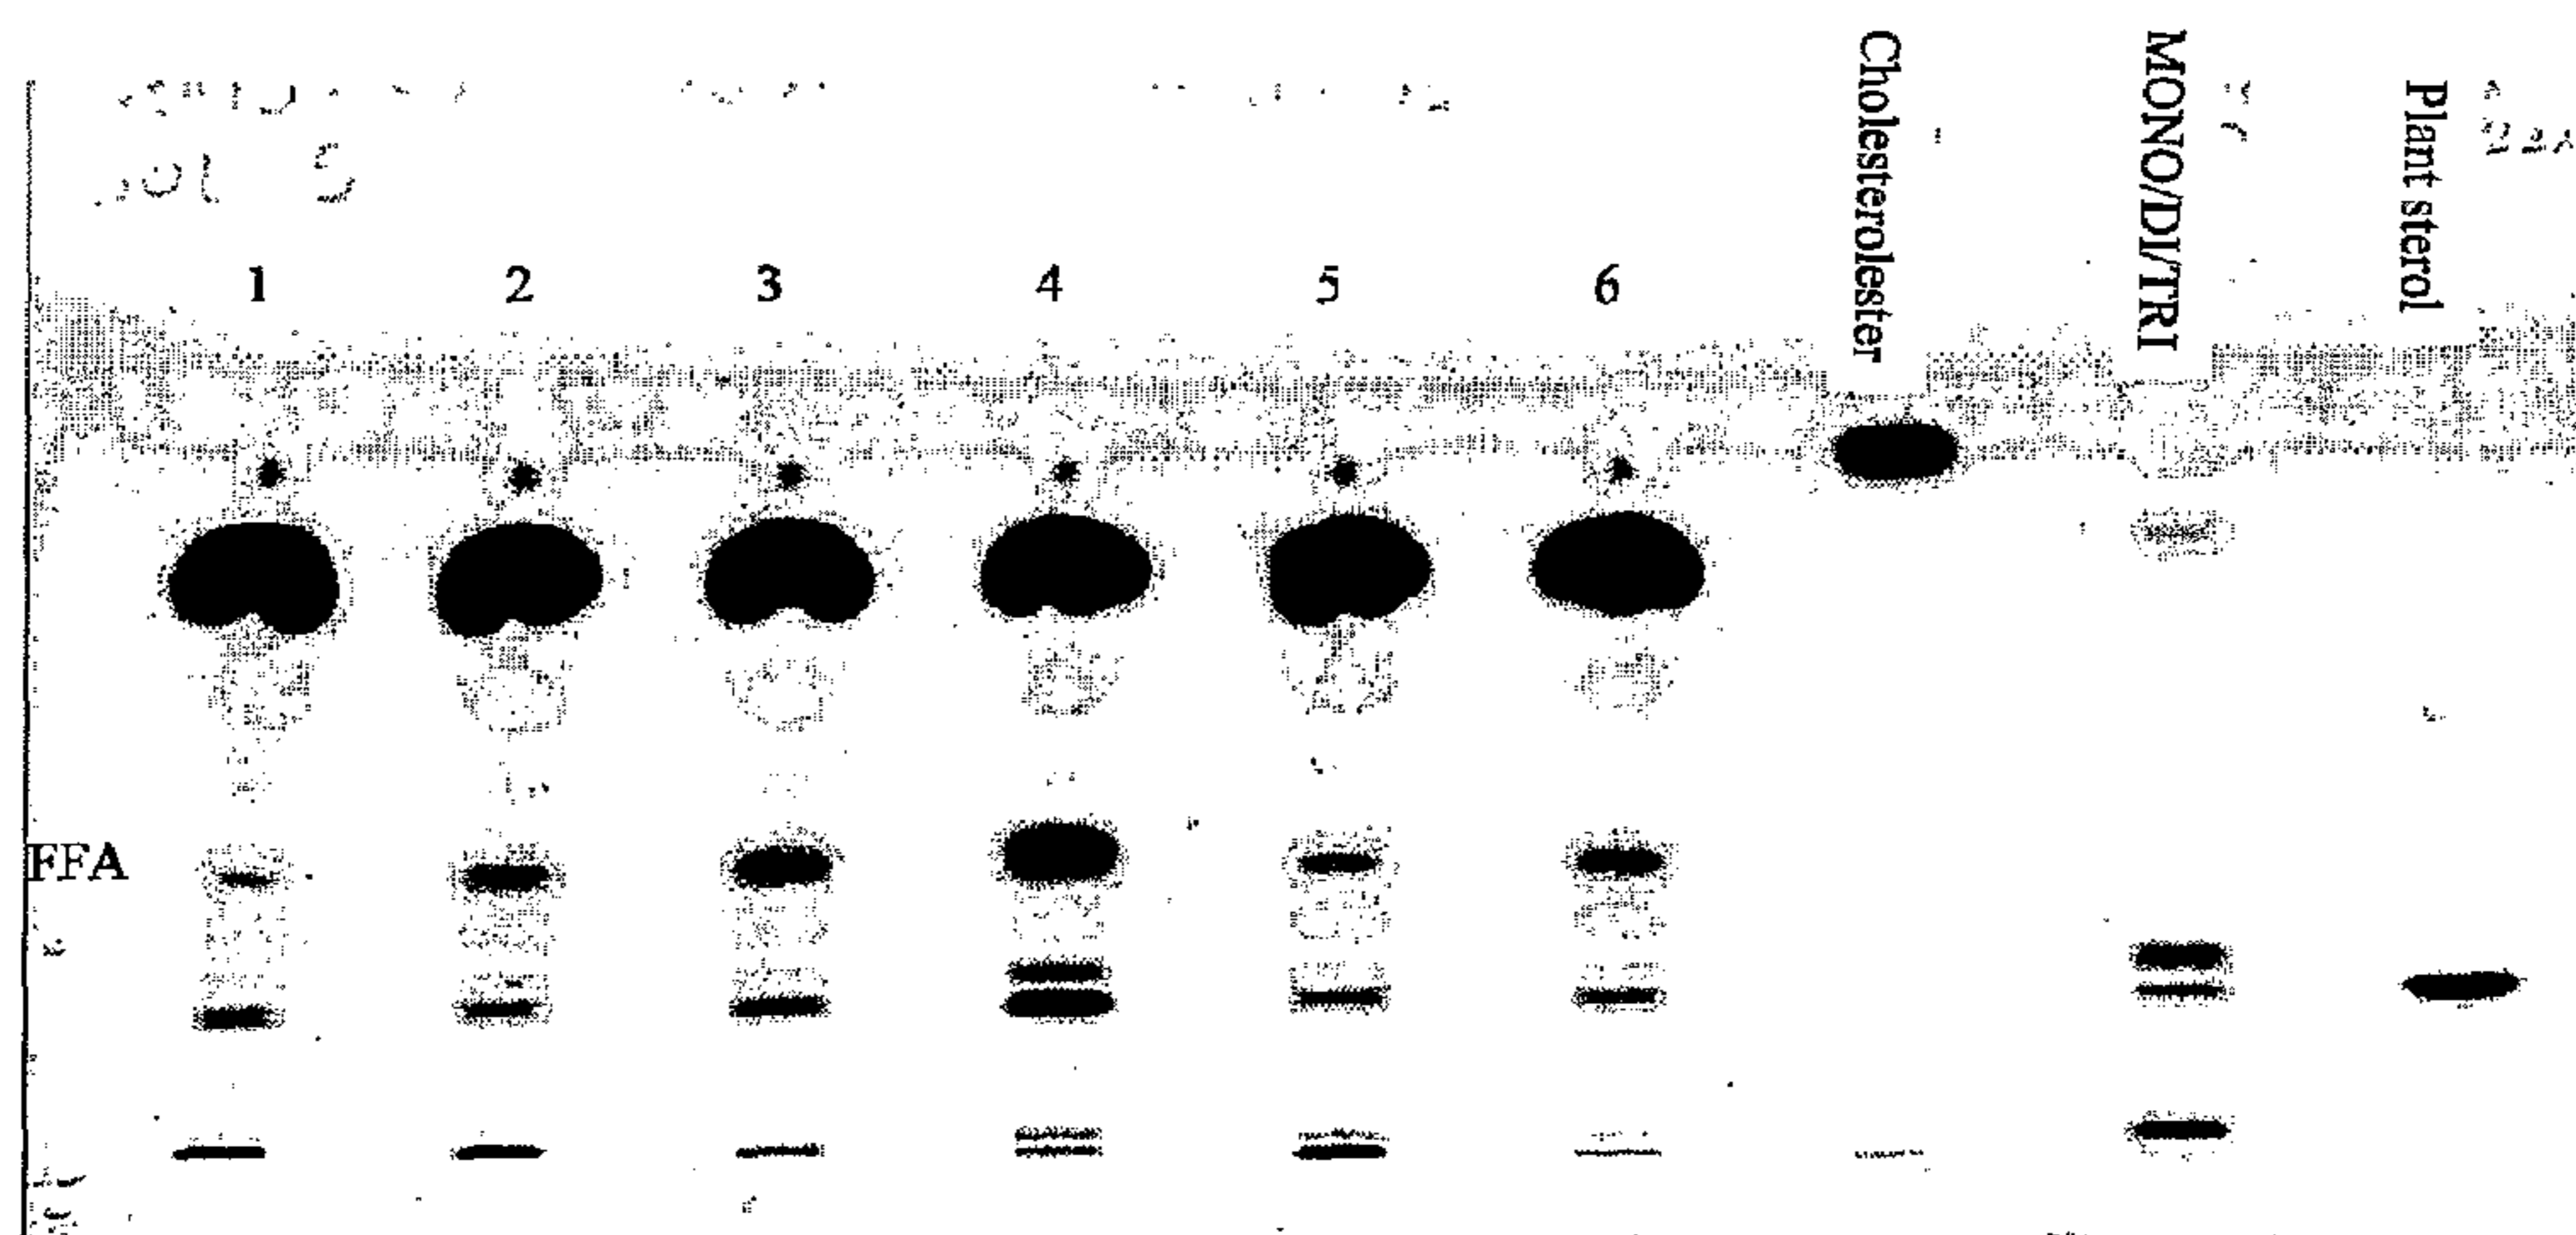 Cholesterolester
MONO/DI/TRI
Plant sterol
1 2 3 4 5 6
FFA